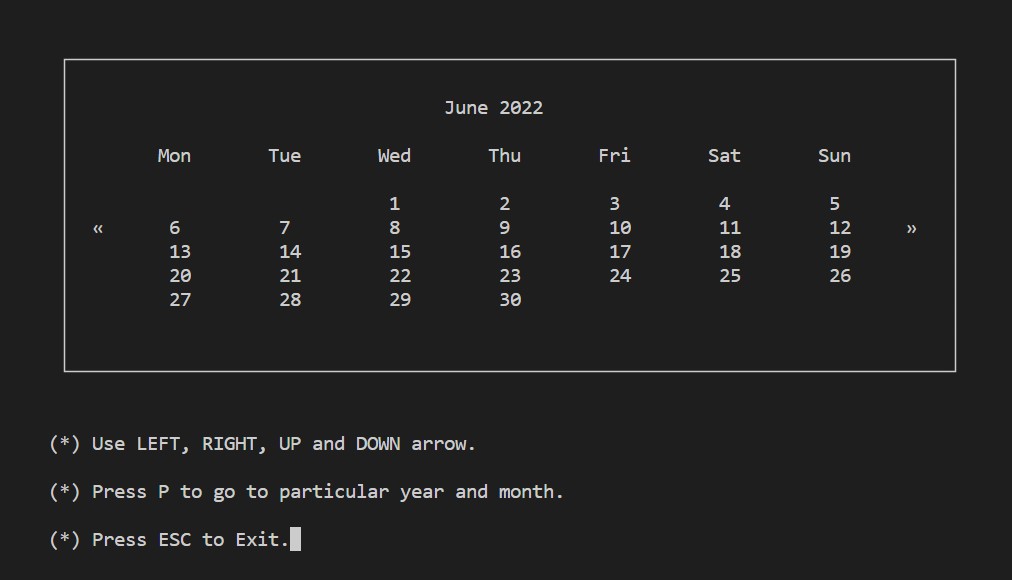 June 2022
Mon Tue Wed Thu Fri Sat Sun
1 2 3 4 5
« 6 7 8 9 10 11 12 »
13 14 15 16 17 18 19
20 21 22 23 24 25 26
27 28 29 30
(*) Use LEFT, RIGHT, UP and DOWN arrow.
(*) Press P to go to particular year and month.
(*) Press ESC to Exit.